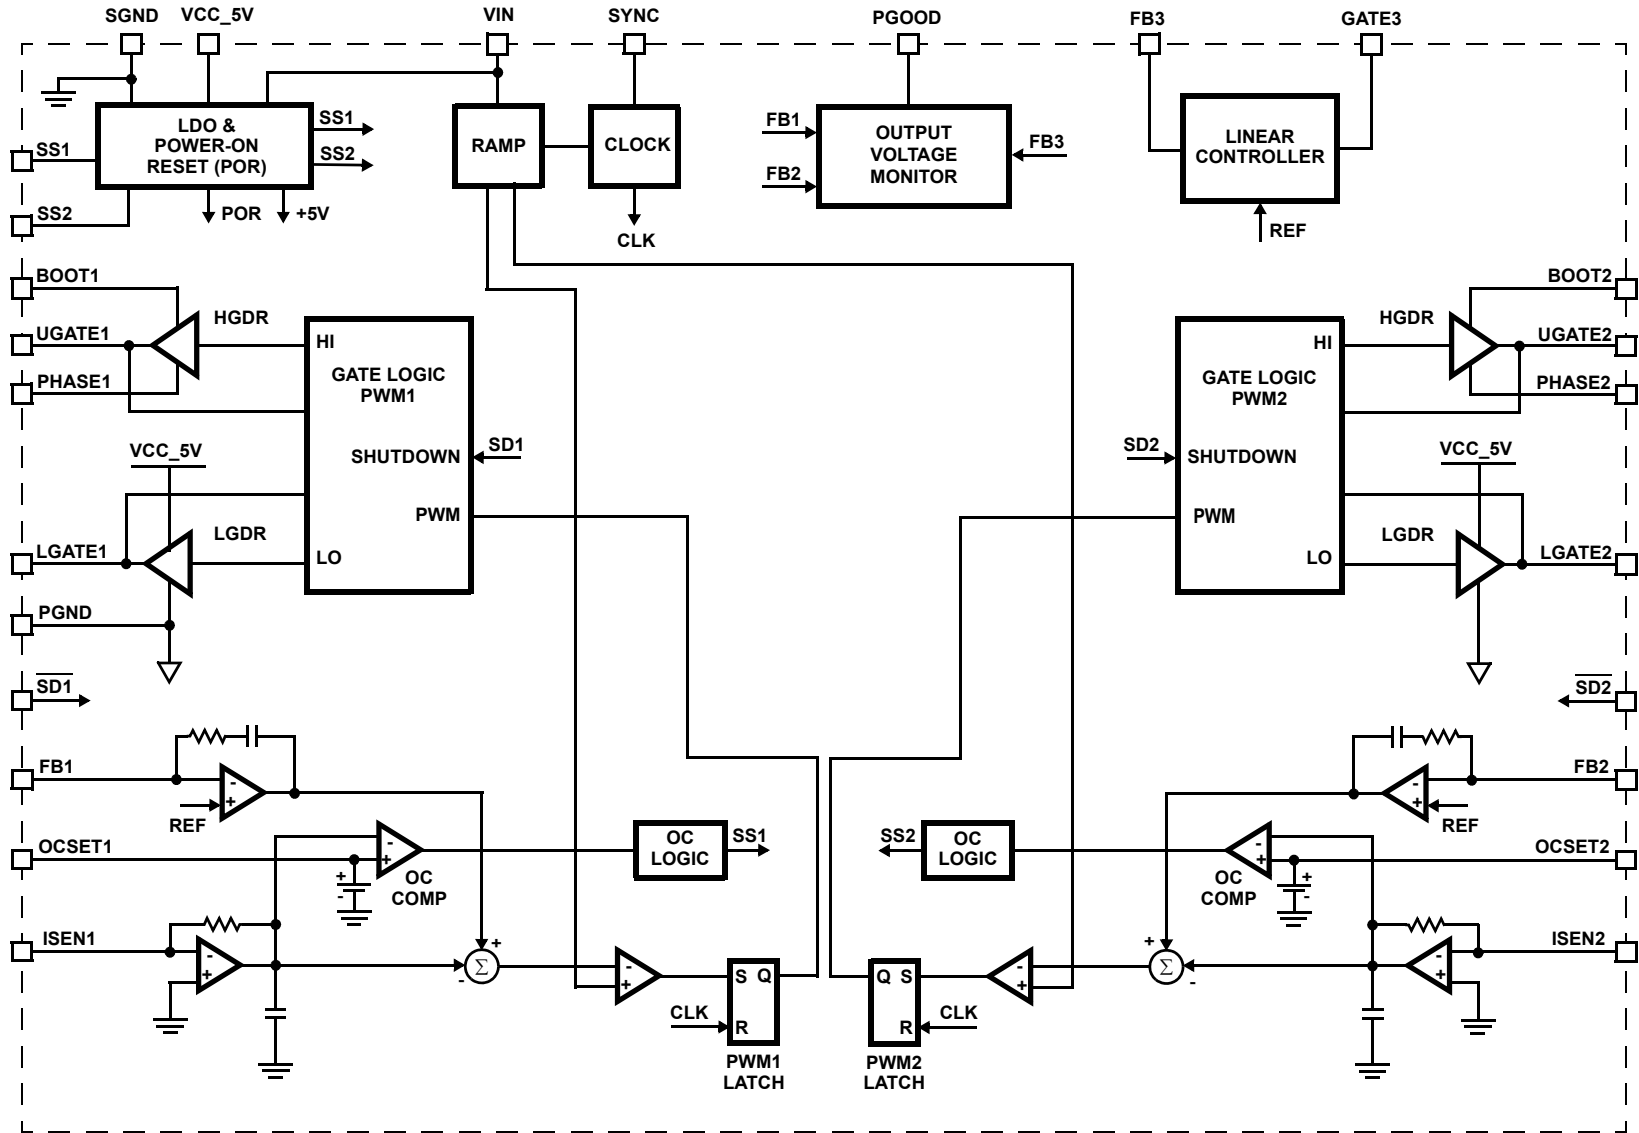 SGND
VCC_5V
VIN
SYNC
PGOOD
FB3
GATE3
SS1
SS2
LDO &
POWER-ON
RESET (POR)
SS1
SS2
POR
+5V
RAMP
CLOCK
CLK
FB1
FB2
OUTPUT
VOLTAGE
MONITOR
FB3
LINEAR
CONTROLLER
REF
BOOT1
UGATE1
PHASE1
HGDR
HI
GATE LOGIC
PWM1
SHUTDOWN
SD1
PWM
LO
VCC_5V
LGDR
LGATE1
PGND
SD1
BOOT2
UGATE2
PHASE2
HGDR
HI
GATE LOGIC
PWM2
SD2
SHUTDOWN
PWM
LO
VCC_5V
LGDR
LGATE2
SD2
FB1
-
+
REF
OCSET1
-
+
OC
COMP
+
-
OC
LOGIC
SS1
ISEN1
-
+
+
Σ
-
-
+
S Q
R
CLK
PWM1
LATCH
FB2
-
+
REF
OCSET2
-
+
OC
COMP
+
-
SS2
OC
LOGIC
ISEN2
-
+
+
Σ
-
-
+
Q S
R
CLK
PWM2
LATCH